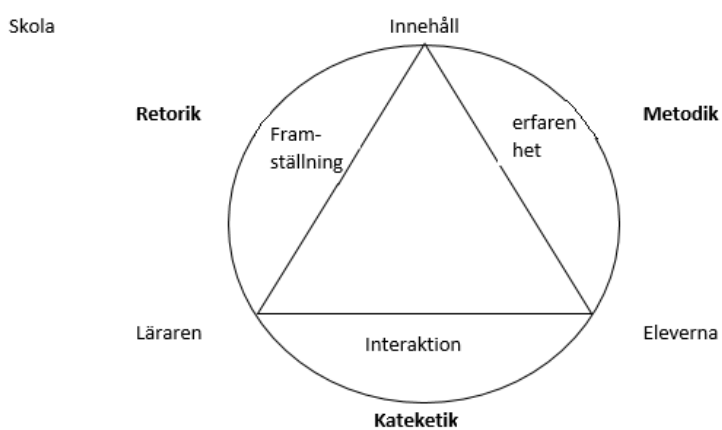 Skola
Innehåll
Retorik
Metodik
Fram-
ställning
erfaren
het
Läraren
Eleverna
Interaktion
Kateketik